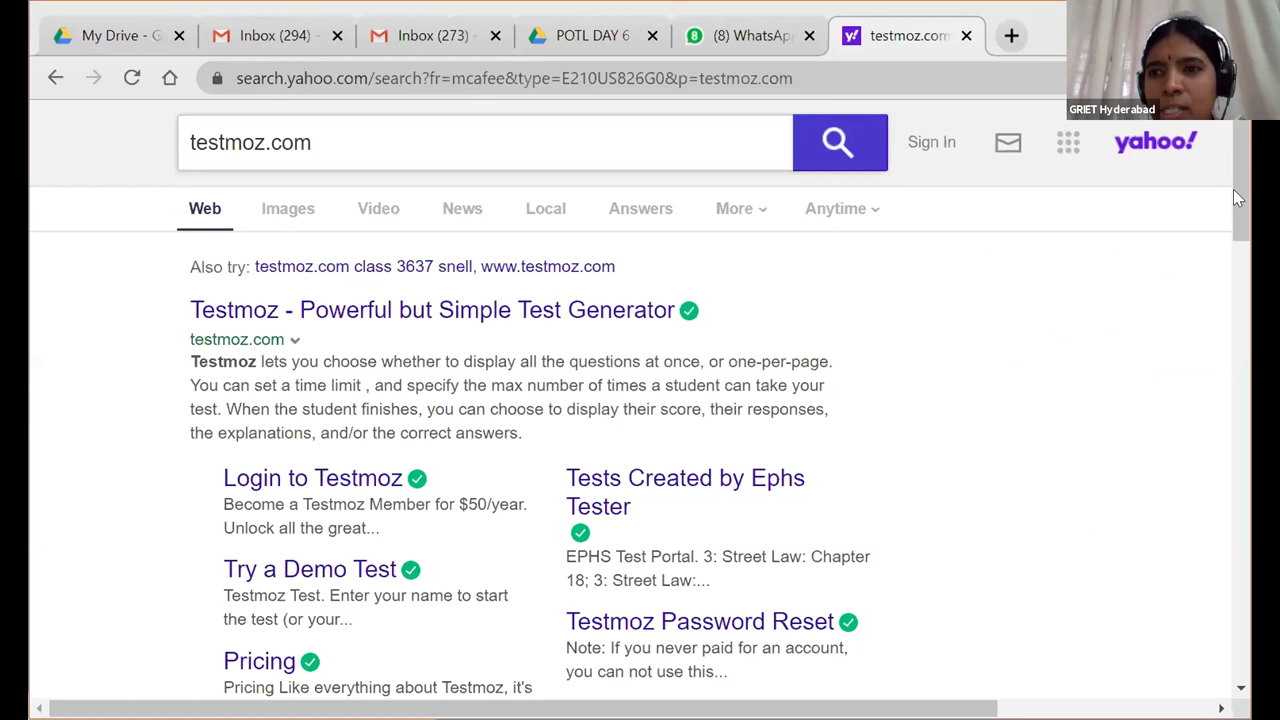 My Drive - G
Inbox (294) -
Inbox (273) -
POTL DAY 6
(8) WhatsAp
testmoz.com
search.yahoo.com/search?fr=mcafee&type=E210US826G0&p=testmoz.com
GRIET Hyderabad
testmoz.com
Sign In
yahoo!
Web
Images
Video
News
Local
Answers
More
Anytime
Also try: testmoz.com class 3637 snell, www.testmoz.com
Testmoz - Powerful but Simple Test Generator
testmoz.com
Testmoz lets you choose whether to display all the questions at once, or one-per-page.
You can set a time limit , and specify the max number of times a student can take your
test. When the student finishes, you can choose to display their score, their responses,
the explanations, and/or the correct answers.
Login to Testmoz
Become a Testmoz Member for $50/year.
Unlock all the great...
Try a Demo Test
Testmoz Test. Enter your name to start
the test (or your...
Pricing
Pricing Like everything about Testmoz, it's
Tests Created by Ephs
Tester
EPHS Test Portal. 3: Street Law: Chapter
18; 3: Street Law:...
Testmoz Password Reset
Note: If you never paid for an account,
you can not use this...